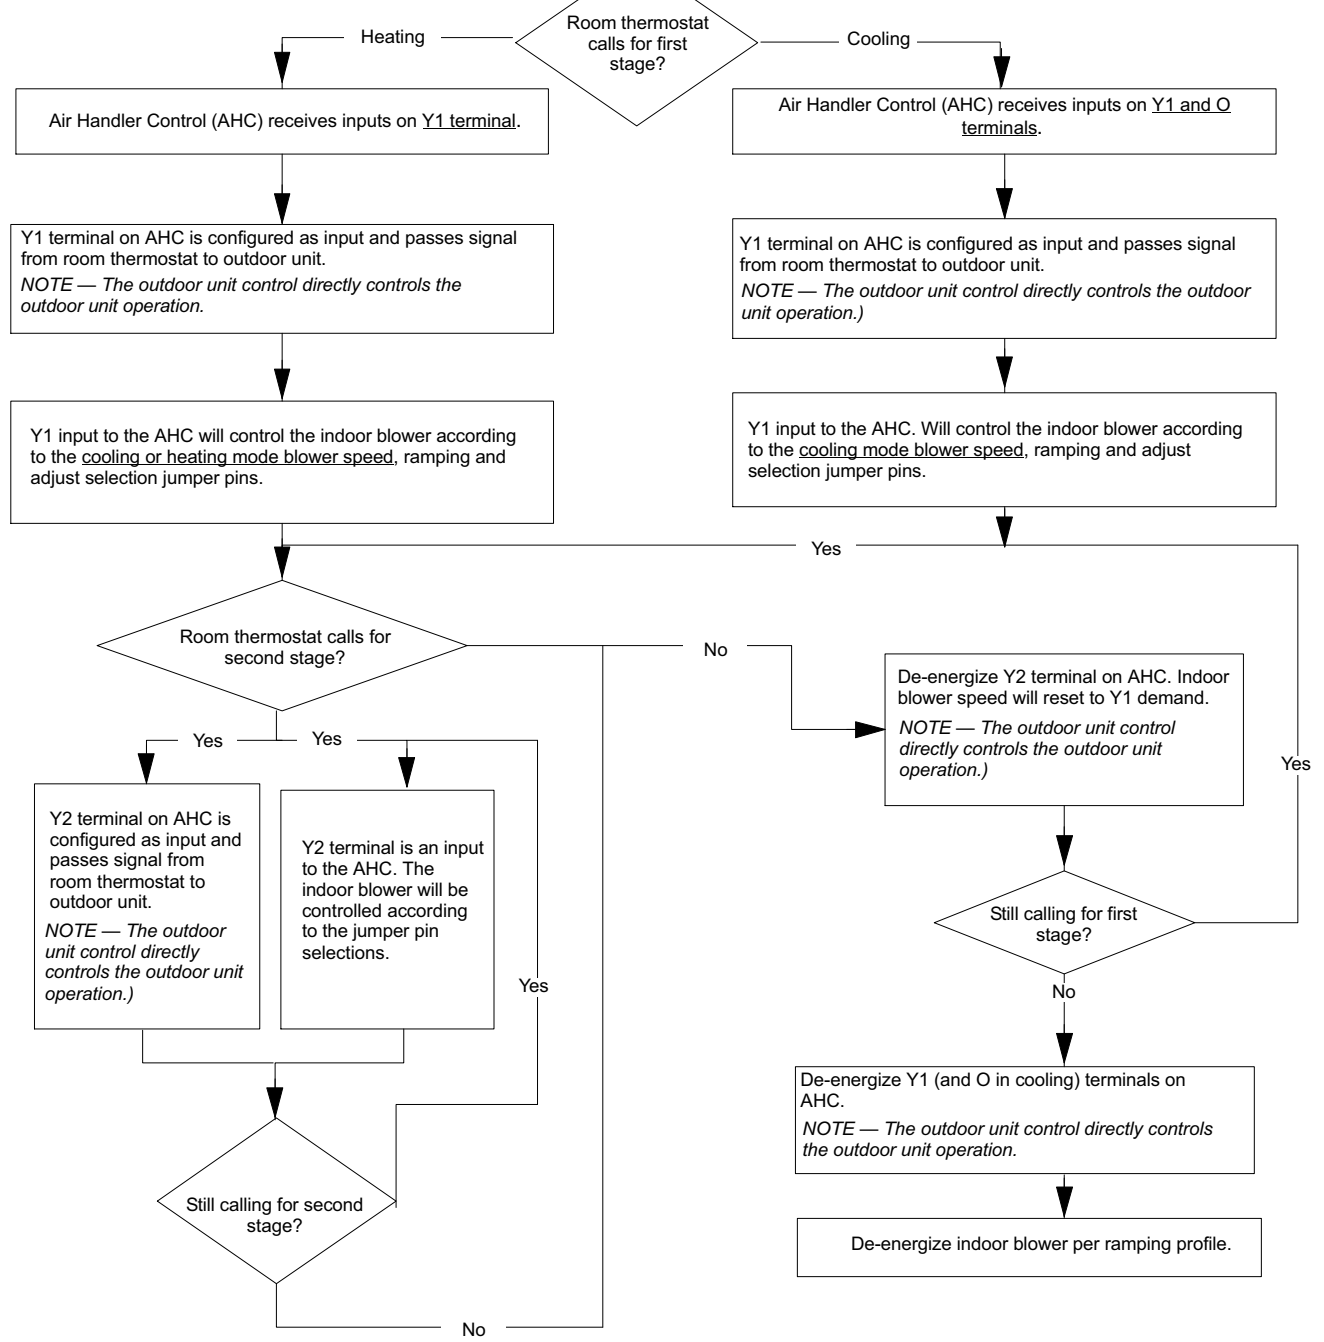 Room thermostat
calls for first
stage?
Heating
Cooling
Air Handler Control (AHC) receives inputs on Y1 terminal.
Air Handler Control (AHC) receives inputs on Y1 and O
terminals.
Y1 terminal on AHC is configured as input and passes signal
from room thermostat to outdoor unit.
NOTE — The outdoor unit control directly controls the
outdoor unit operation.
Y1 terminal on AHC is configured as input and passes signal
from room thermostat to outdoor unit.
NOTE — The outdoor unit control directly controls the outdoor
unit operation.)
Y1 input to the AHC will control the indoor blower according
to the cooling or heating mode blower speed, ramping and
adjust selection jumper pins.
Y1 input to the AHC. Will control the indoor blower according
to the cooling mode blower speed, ramping and adjust
selection jumper pins.
Yes
Room thermostat calls for
second stage?
No
De-energize Y2 terminal on AHC. Indoor
blower speed will reset to Y1 demand.
NOTE — The outdoor unit control
directly controls the outdoor unit
operation.)
Yes
Yes
Yes
Y2 terminal on AHC is
configured as input and
passes signal from
room thermostat to
outdoor unit.
NOTE — The outdoor
unit control directly
controls the outdoor unit
operation.)
Y2 terminal is an input
to the AHC. The
indoor blower will be
controlled according
to the jumper pin
selections.
Yes
Still calling for first
stage?
No
De-energize Y1 (and O in cooling) terminals on
AHC.
NOTE — The outdoor unit control directly controls
the outdoor unit operation.
Still calling for second
stage?
De-energize indoor blower per ramping profile.
No